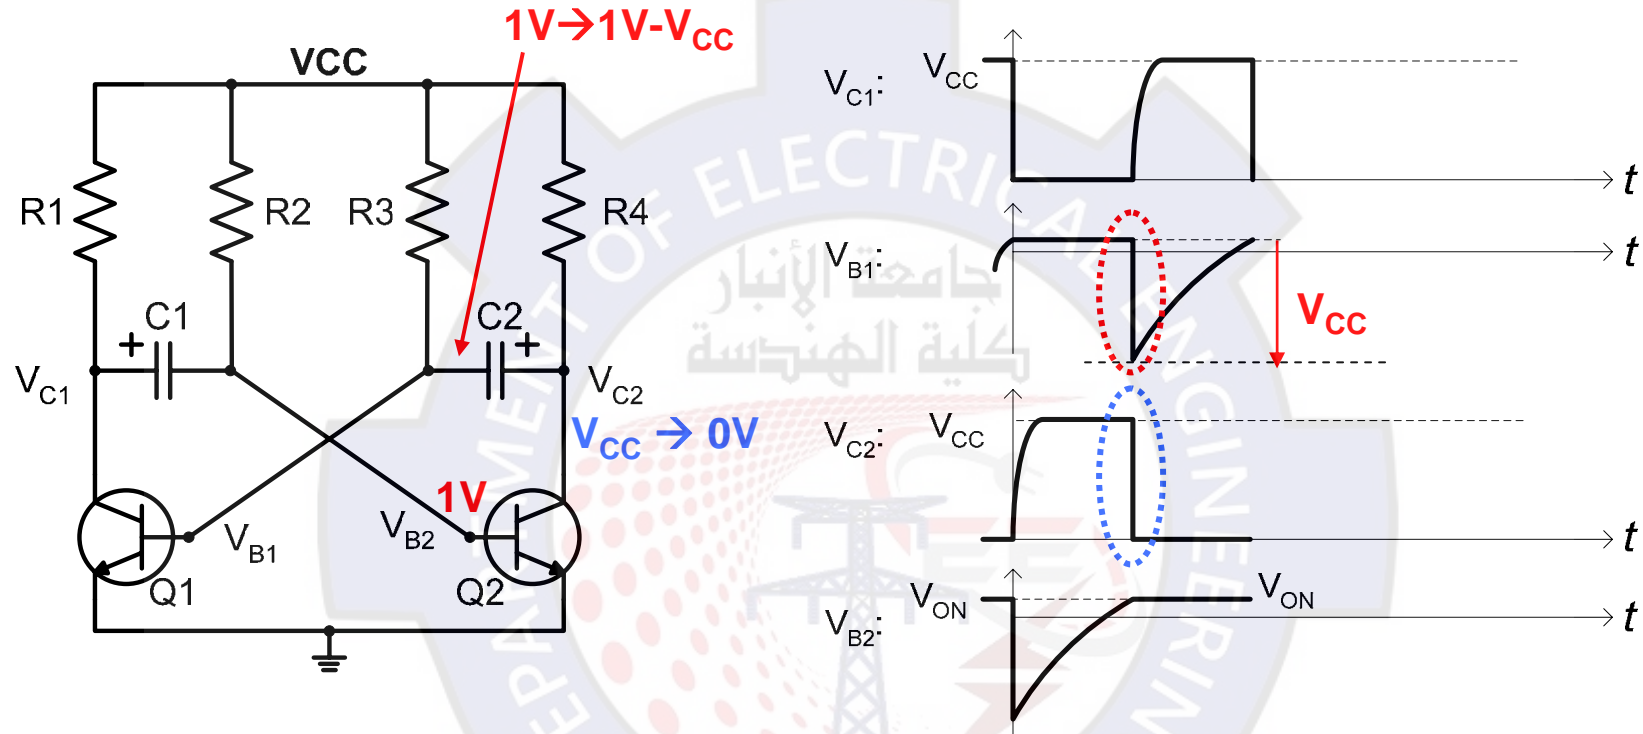 1V→1V-VCC
VCC
R1
R2
R3
R4
C1
+
C2
+
VC1
VC2
VCC → 0V
1V
VB1
VB2
Q1
Q2
VC1:
VCC
t
VB1:
t
VCC
VC2:
VCC
t
VB2:
VON
VON
t
DEPARTMENT OF ELECTRICAL ENGINEERING
جامعة الأنبار
كلية الهندسة